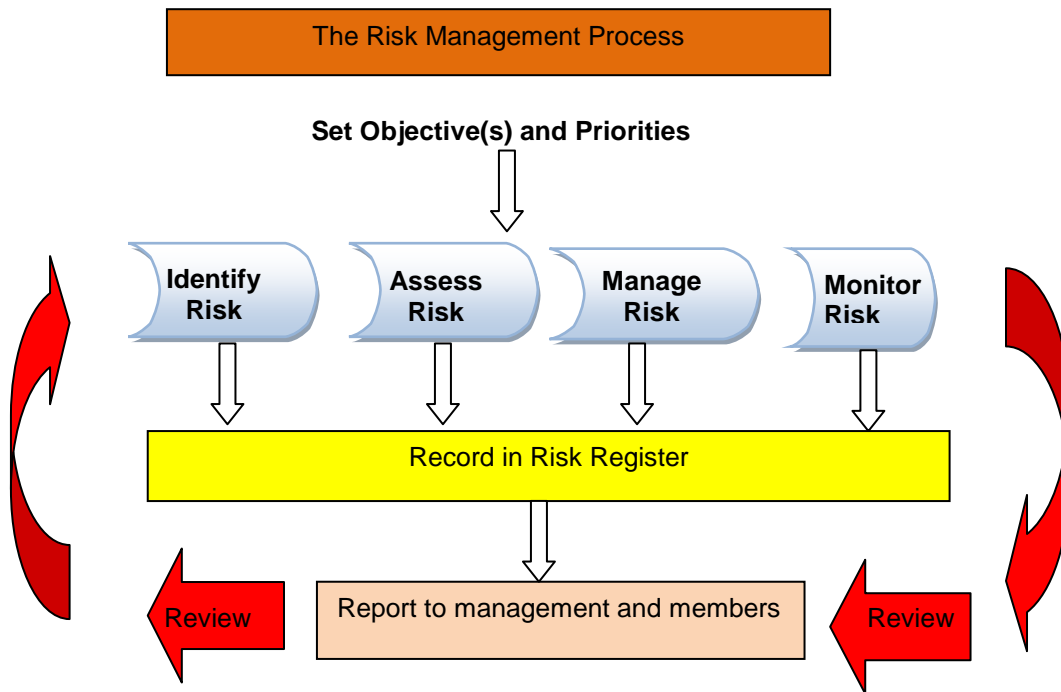 The Risk Management Process
Set Objective(s) and Priorities
Identify
Risk
Assess
Risk
Manage
Risk
Monitor
Risk
Record in Risk Register
Report to management and members
Review
Review